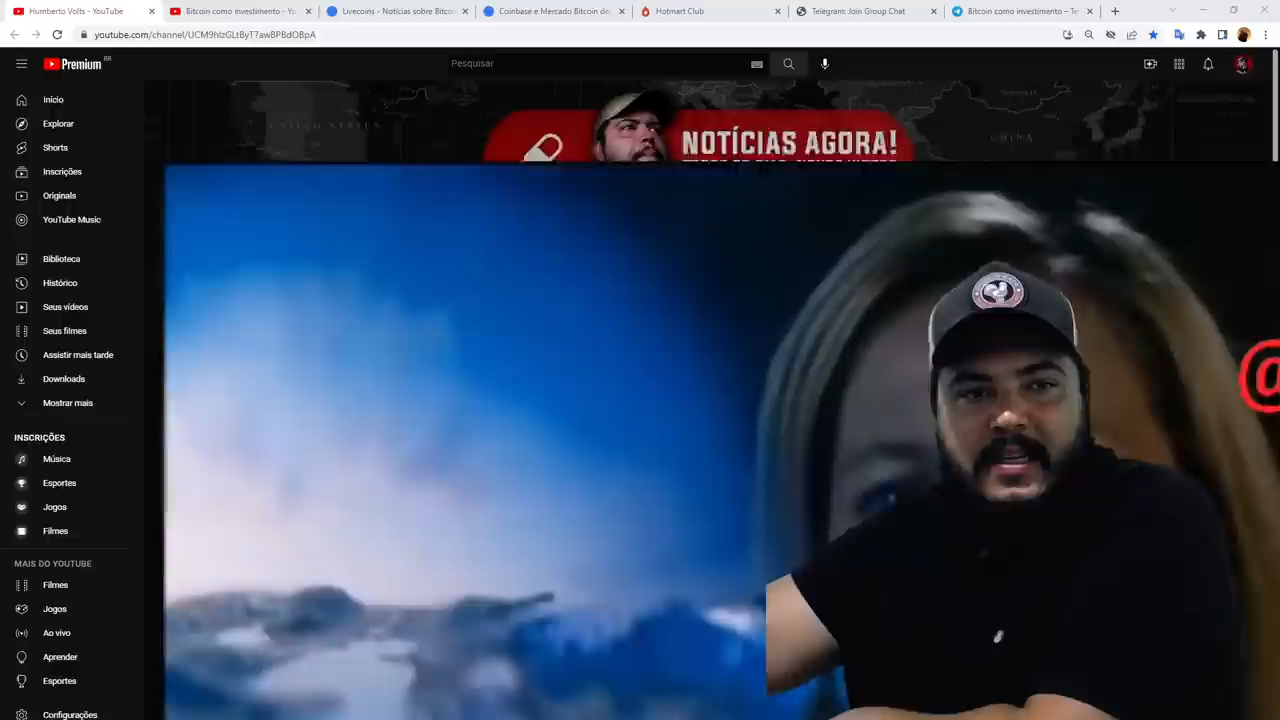 Humberto Volts - YouTube
Bitcoin como investimento - Yo
Livecoins - Notícias sobre Bitco
Coinbase e Mercado Bitcoin de
Hotmart Club
Telegram: Join Group Chat
Bitcoin como investimento – Te
youtube.com/channel/UCM9hIzGLtByT7awBPBdOBpA
Premium BR
Pesquisar
Início
Explorar
Shorts
Inscrições
Originals
YouTube Music
Biblioteca
Histórico
Seus vídeos
Seus filmes
Assistir mais tarde
Downloads
Mostrar mais
INSCRIÇÕES
Música
Esportes
Jogos
Filmes
MAIS DO YOUTUBE
Filmes
Jogos
Ao vivo
Aprender
Esportes
Configurações
NOTÍCIAS AGORA!
@